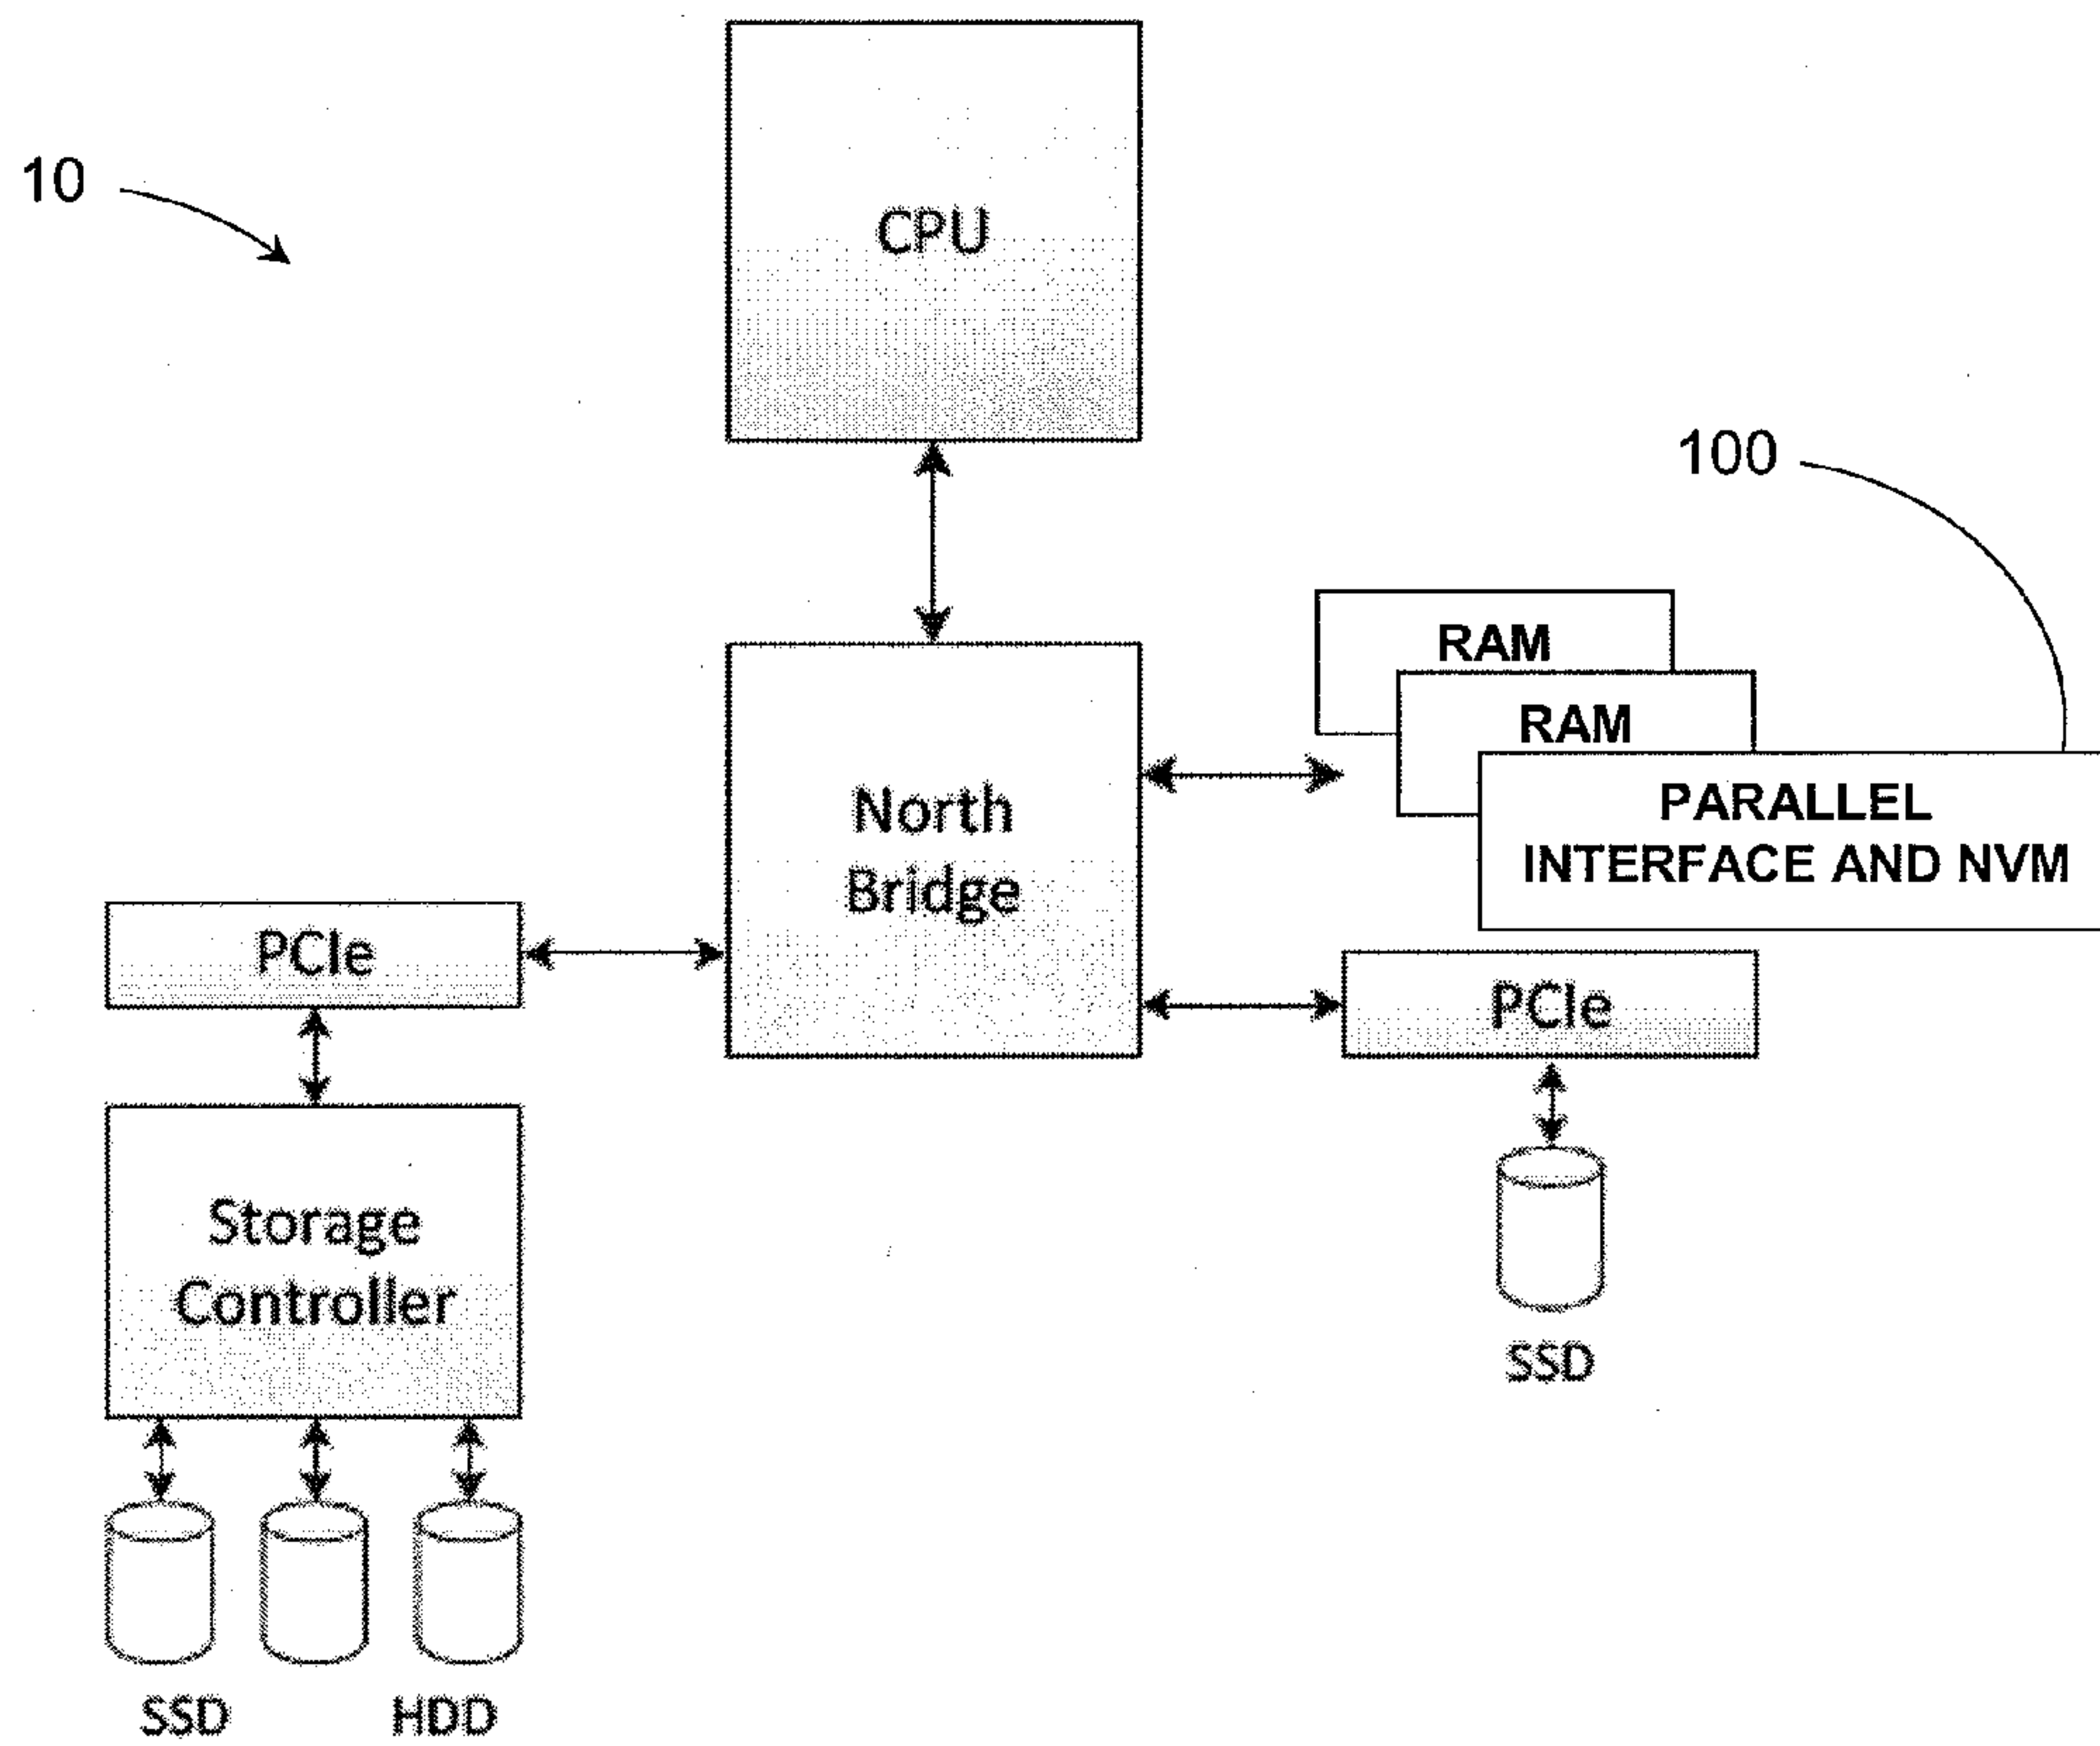 10
CPU
100
RAM
RAM
North
Bridge
PARALLEL
INTERFACE AND NVM
PCIe
PCIe
Storage
Controller
SSD
SSD
HDD